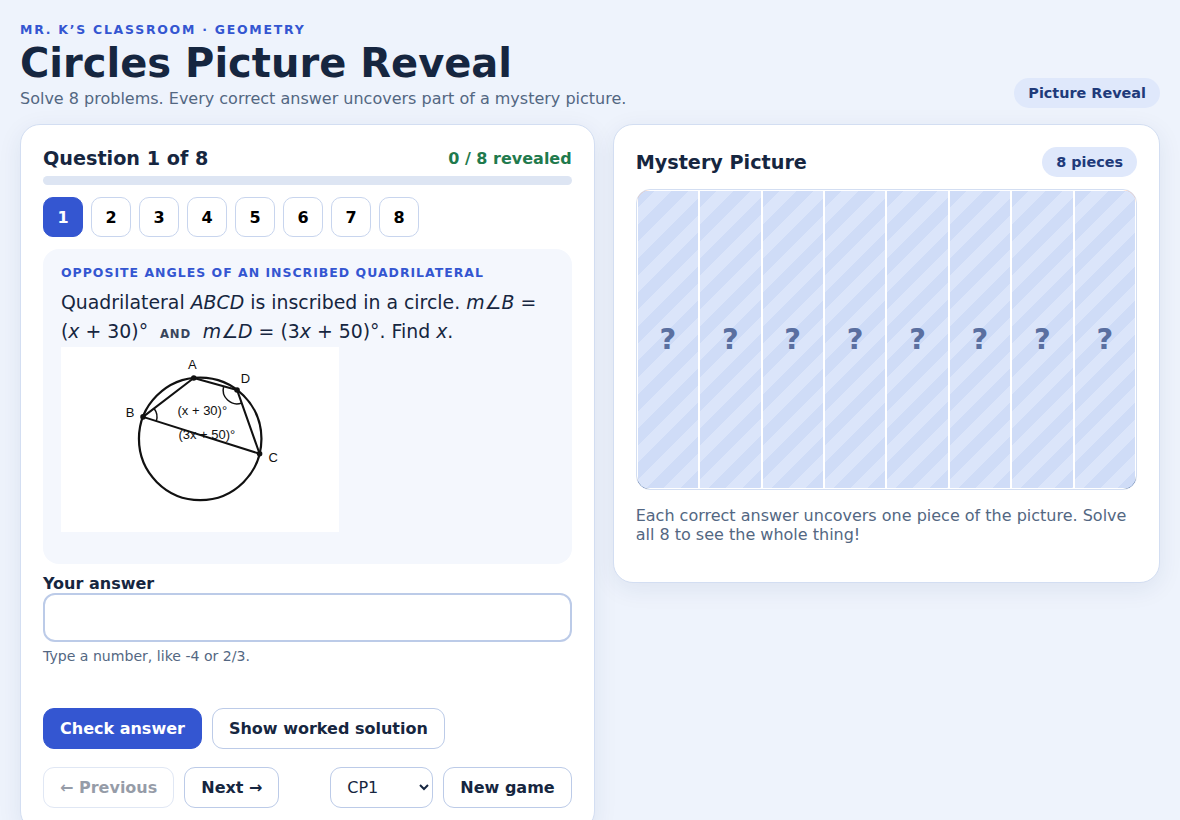 MR. K’S CLASSROOM · GEOMETRY
Circles Picture Reveal
Solve 8 problems. Every correct answer uncovers part of a mystery picture.
Picture Reveal
Question 1 of 8
0 / 8 revealed
1 2 3 4 5 6 7 8
OPPOSITE ANGLES OF AN INSCRIBED QUADRILATERAL
Quadrilateral ABCD is inscribed in a circle. m∠B =
(x + 30)° AND m∠D = (3x + 50)°. Find x.
A
D
B
(x + 30)°
(3x + 50)°
C
Your answer
Type a number, like -4 or 2/3.
Check answer
Show worked solution
← Previous
Next →
CP1
New game
Mystery Picture
8 pieces
? ? ? ? ? ? ? ?
Each correct answer uncovers one piece of the picture. Solve
all 8 to see the whole thing!